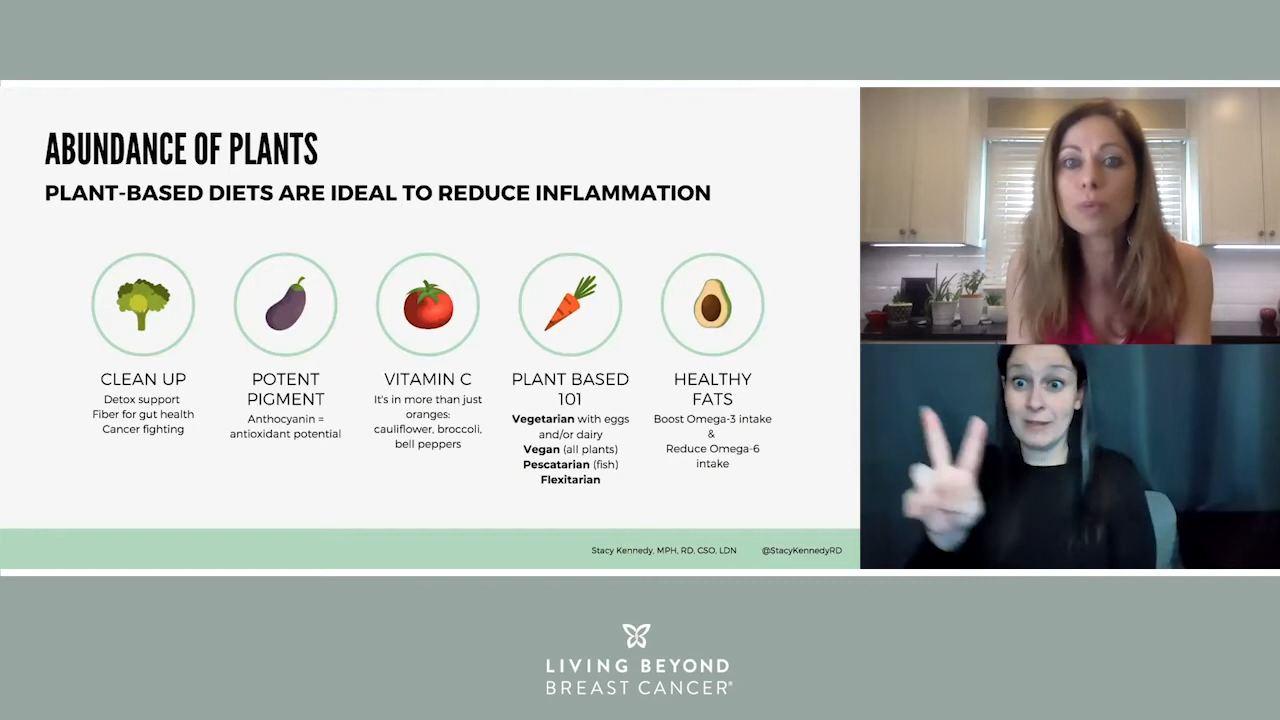 ABUNDANCE OF PLANTS
PLANT-BASED DIETS ARE IDEAL TO REDUCE INFLAMMATION
CLEAN UP
Detox support
Fiber for gut health
Cancer fighting
POTENT
PIGMENT
Anthocyanin =
antioxidant potential
VITAMIN C
It's in more than just
oranges:
cauliflower, broccoli,
bell peppers
PLANT BASED
101
Vegetarian with eggs
and/or dairy
Vegan (all plants)
Pescatarian (fish)
Flexitarian
HEALTHY
FATS
Boost Omega-3 intake
&
Reduce Omega-6
intake
Stacy Kennedy, MPH, RD, CSO, LDN @StacyKennedyRD
LIVING BEYOND
BREAST CANCER®